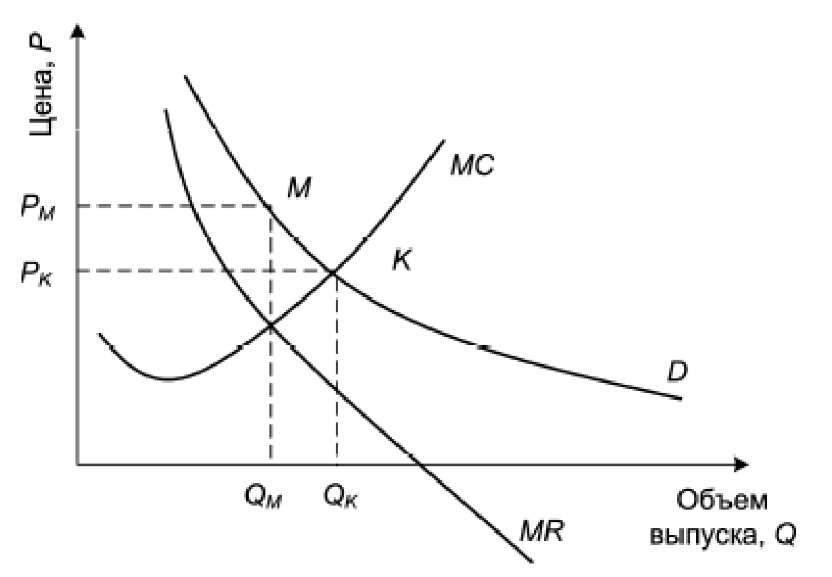 Цена, P
M
MC
P_M
K
P_K
D
Q_M
Q_K
Объем
выпуска, Q
MR